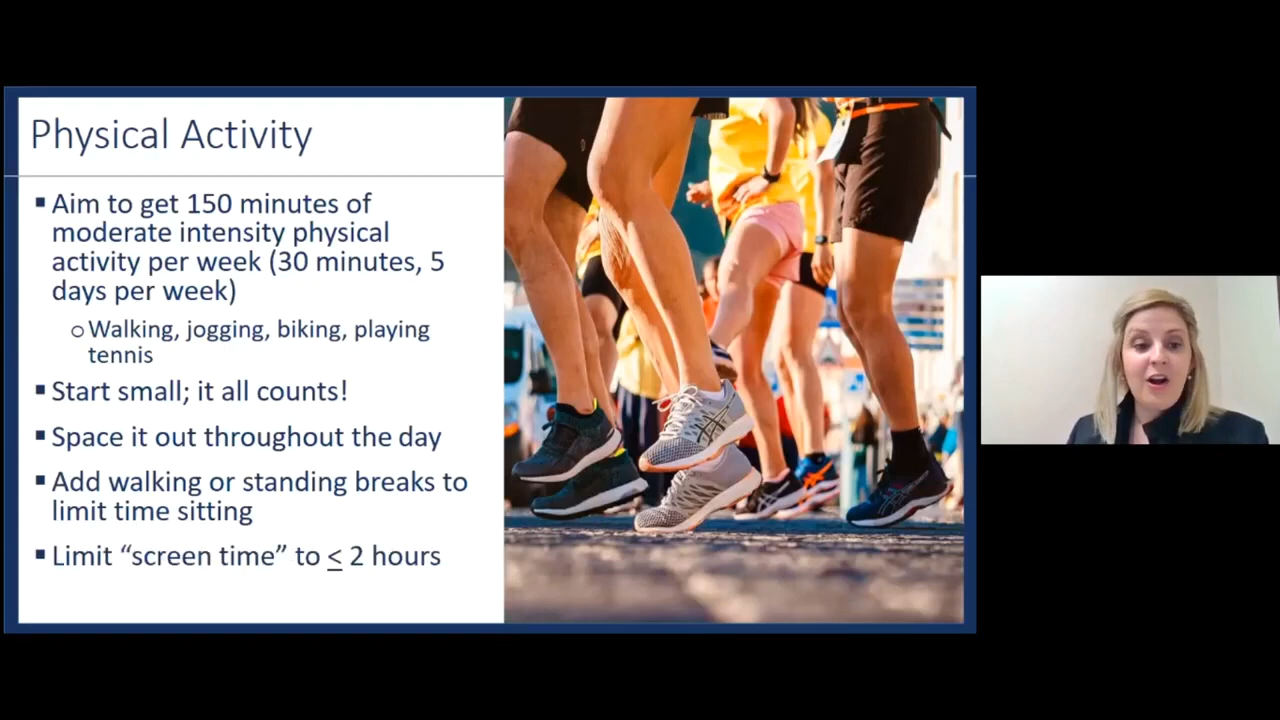 Physical Activity
▪ Aim to get 150 minutes of
moderate intensity physical
activity per week (30 minutes, 5
days per week)
o Walking, jogging, biking, playing
tennis
▪ Start small; it all counts!
▪ Space it out throughout the day
▪ Add walking or standing breaks to
limit time sitting
▪ Limit “screen time” to ≤ 2 hours